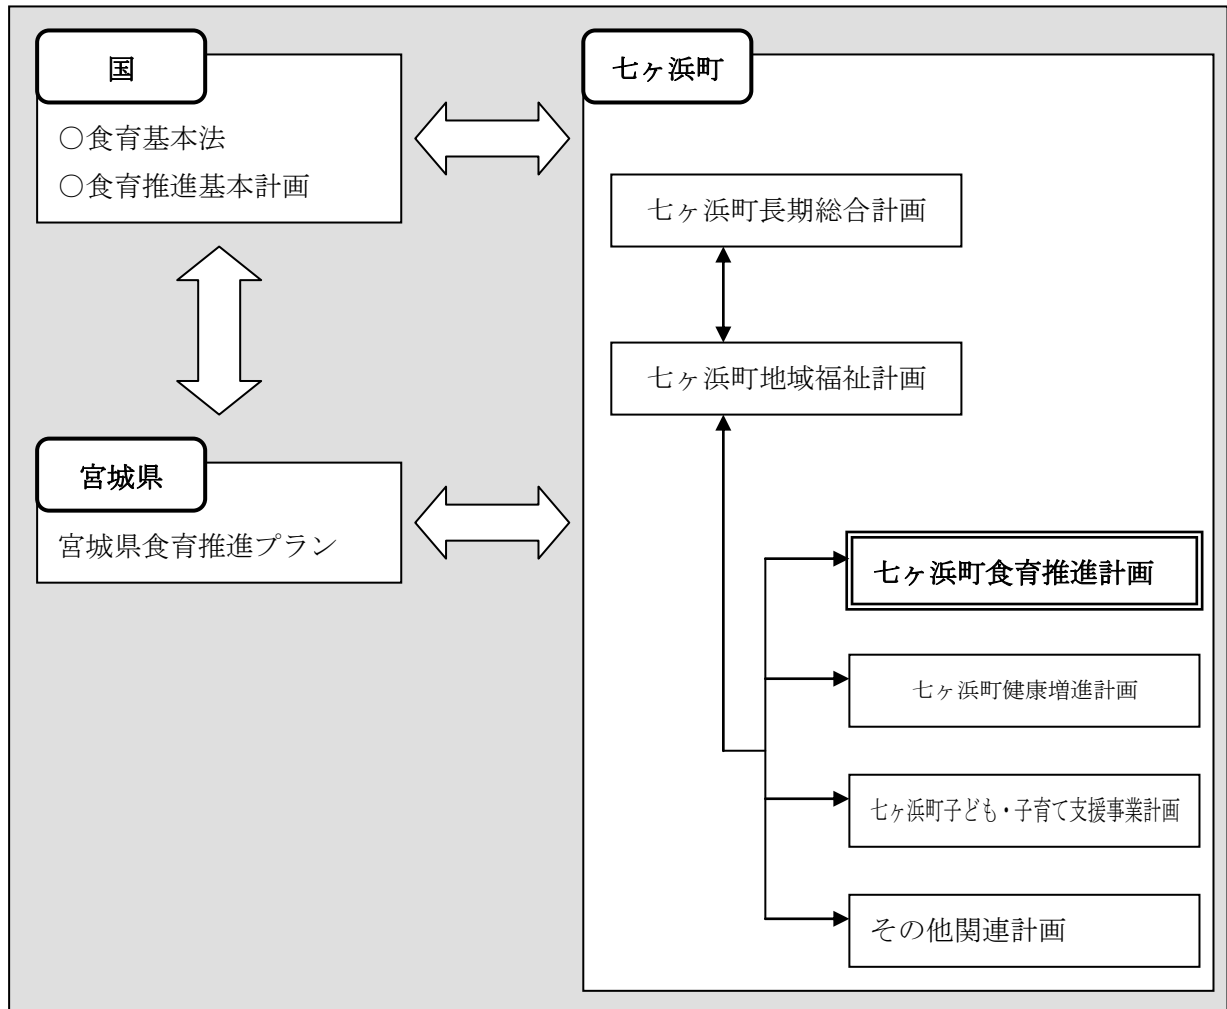 国
○食育基本法
○食育推進基本計画
宮城県
宮城県食育推進プラン
七ヶ浜町
七ヶ浜町長期総合計画
七ヶ浜町地域福祉計画
七ヶ浜町食育推進計画
七ヶ浜町健康増進計画
七ヶ浜町子ども・子育て支援事業計画
その他関連計画